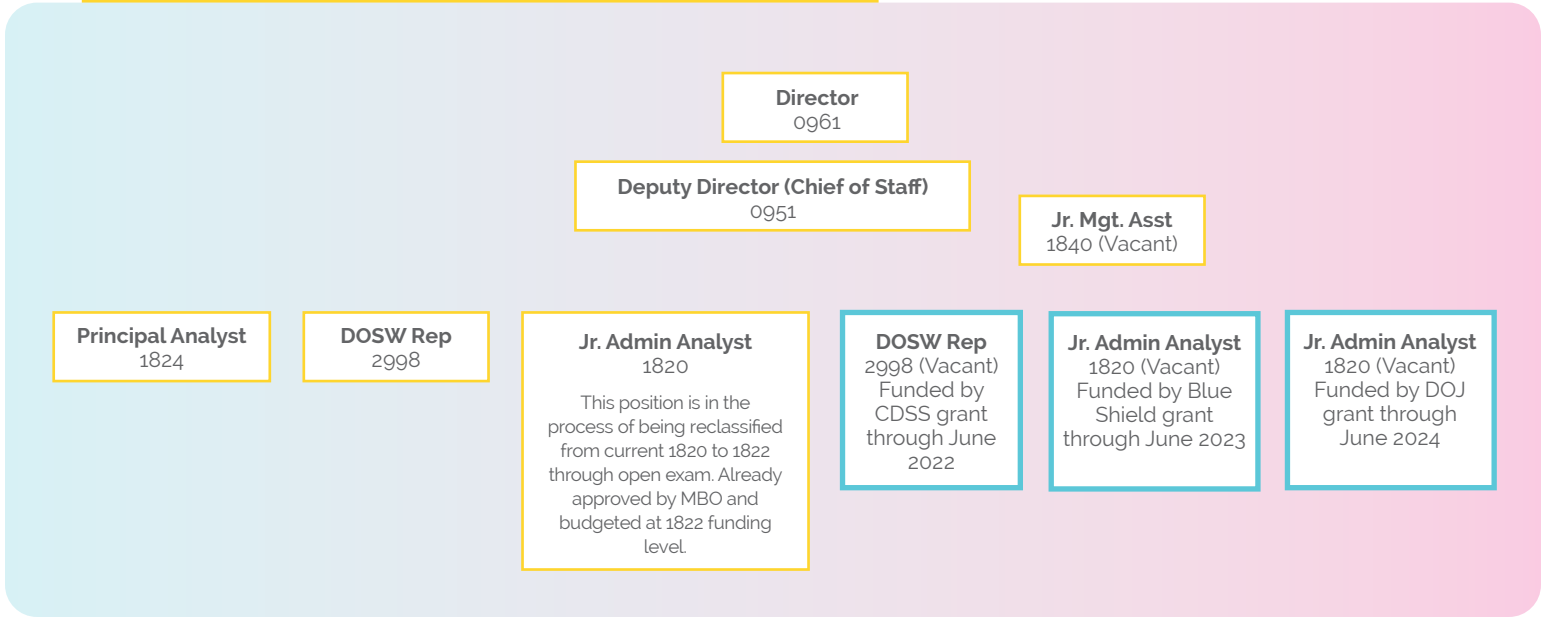 Director
0961
Deputy Director (Chief of Staff)
0951
Jr. Mgt. Asst
1840 (Vacant)
Principal Analyst
1824
DOSW Rep
2998
Jr. Admin Analyst
1820
This position is in the
process of being reclassified
from current 1820 to 1822
through open exam. Already
approved by MBO and
budgeted at 1822 funding
level.
DOSW Rep
2998 (Vacant)
Funded by
CDSS grant
through June
2022
Jr. Admin Analyst
1820 (Vacant)
Funded by Blue
Shield grant
through June 2023
Jr. Admin Analyst
1820 (Vacant)
Funded by DOJ
grant through
June 2024